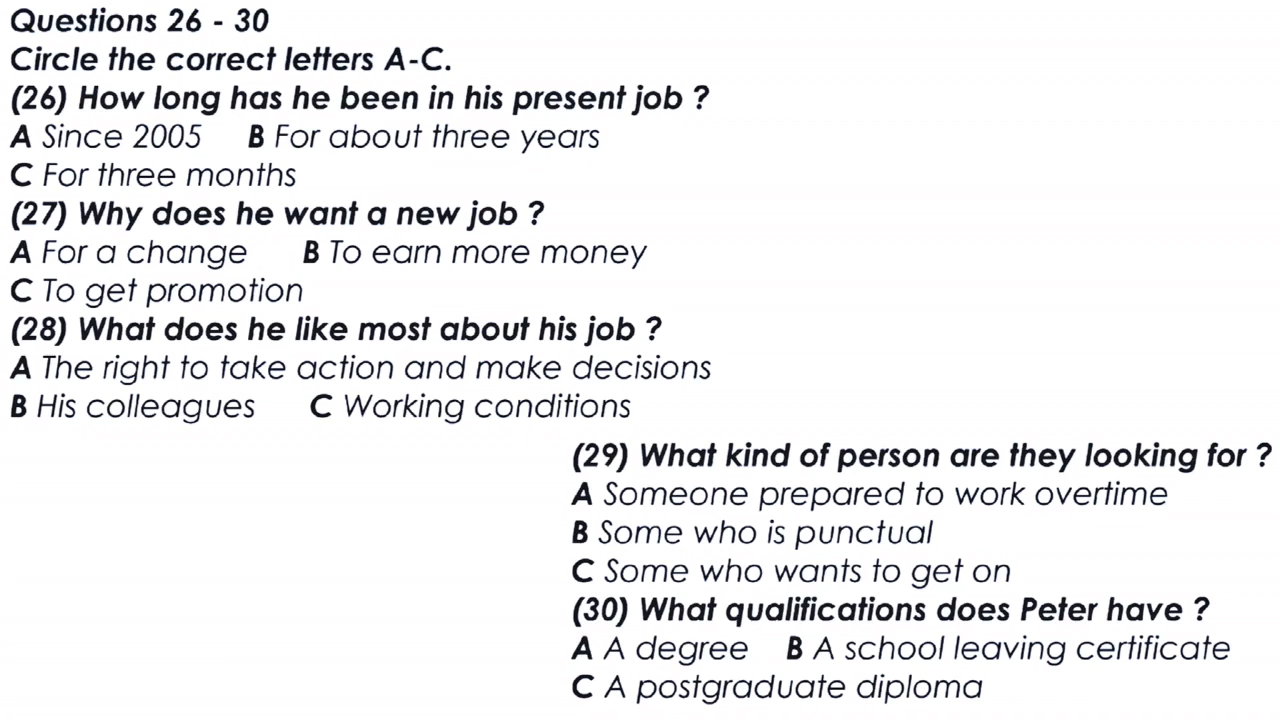 Questions 26 - 30
Circle the correct letters A-C.
(26) How long has he been in his present job ?
A Since 2005 B For about three years
C For three months
(27) Why does he want a new job ?
A For a change B To earn more money
C To get promotion
(28) What does he like most about his job ?
A The right to take action and make decisions
B His colleagues C Working conditions
(29) What kind of person are they looking for ?
A Someone prepared to work overtime
B Some who is punctual
C Some who wants to get on
(30) What qualifications does Peter have ?
A A degree B A school leaving certificate
C A postgraduate diploma